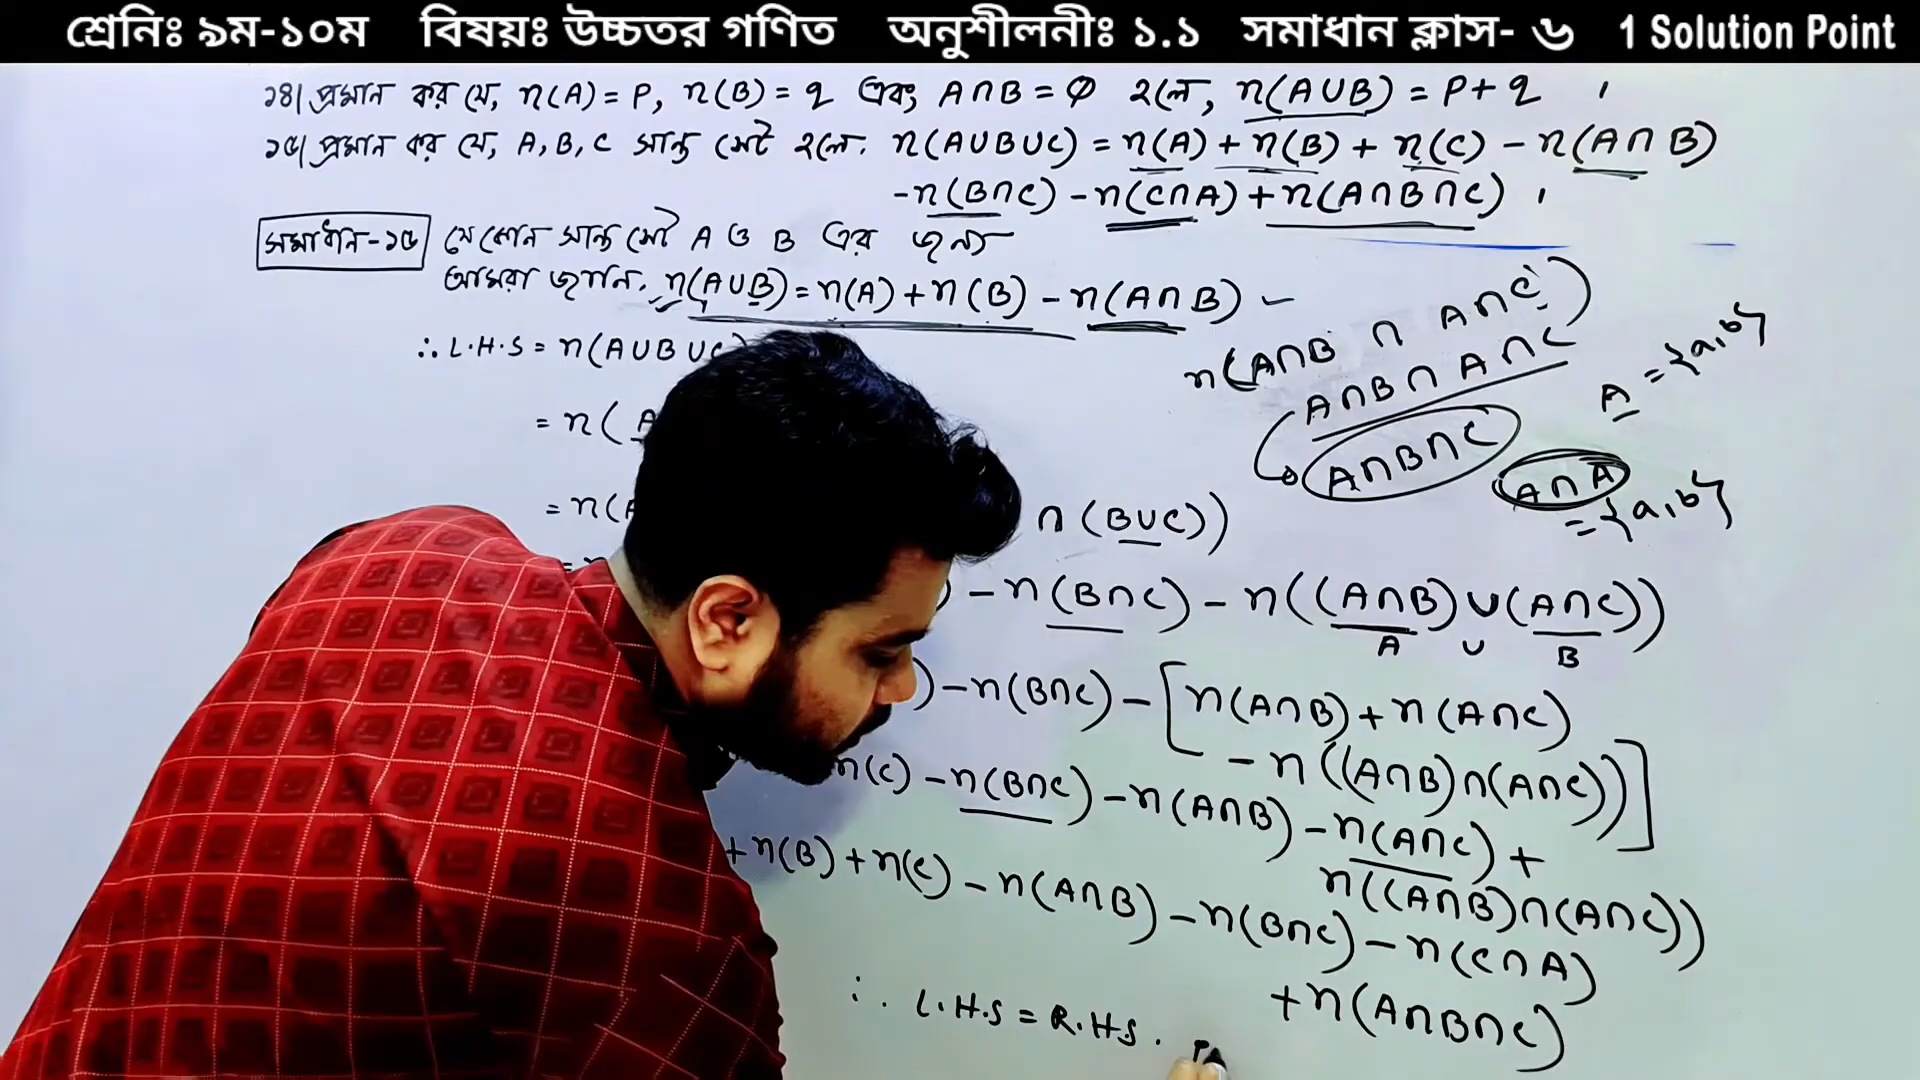 শ্রেনিঃ ৯ম-১০ম বিষয়ঃ উচ্চতর গণিত অনুশীলনীঃ ১.১ সমাধান ক্লাস- ৬ 1 Solution Point
১৪| প্রমান কর যে, n(A) = P, n(B) = q এবং A∩B = Φ হলে, n(A∪B) = P+q ।
১৫| প্রমান কর যে, A, B, C সান্ত সেট হলে. n(A∪B∪C) = n(A) + n(B) + n(C) - n(A∩B)
-n(B∩C) -n(C∩A) +n(A∩B∩C) ।
সমাধান-১৫ যে কোন সান্ত সেট A ও B এর জন্য
আমরা জানি. n(A∪B) = n(A) + n(B) - n(A∩B)
n(A∩B ∩ A∩C)
A∩B ∩ A∩C
A∩B∩C
A = {a,b}
A∩A
= {a,b}
∴ L.H.S = n(A∪B∪C)
= n(A
= n(A ∩ (B∪C))
) - n(B∩C) - n((A∩B)∪(A∩C))
A ∪ B
) -n(B∩C) - [n(A∩B) + n(A∩C)
- n((A∩B)∩(A∩C))]
n(C) -n(B∩C) -n(A∩B) -n(A∩C) +
n((A∩B)∩(A∩C))
+n(B) +n(C) - n(A∩B) -n(B∩C) - n(C∩A)
+n(A∩B∩C)
∴ L.H.S = R.H.S.